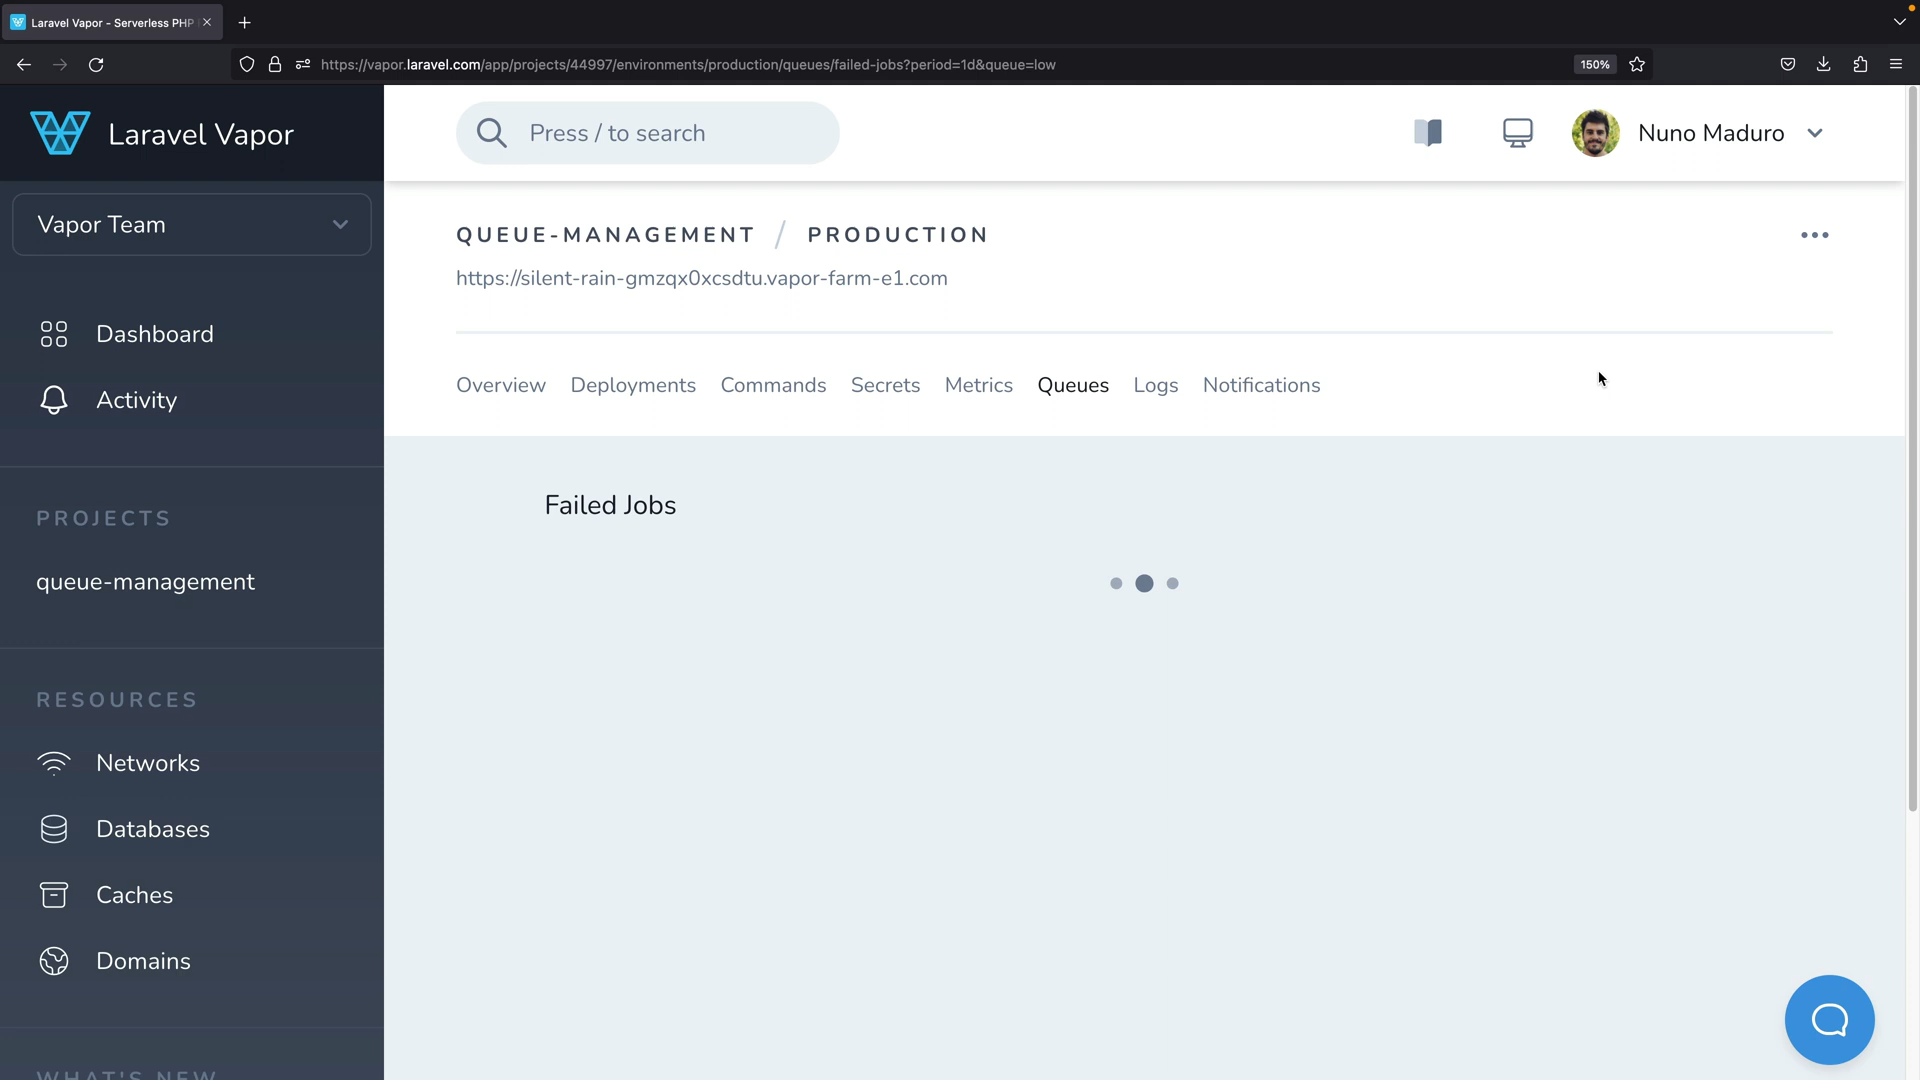 Laravel Vapor - Serverless PHP
https://vapor.laravel.com/app/projects/44997/environments/production/queues/failed-jobs?period=1d&queue=low
150%
Laravel Vapor
Press / to search
Nuno Maduro
Vapor Team
QUEUE-MANAGEMENT / PRODUCTION
https://silent-rain-gmzqx0xcsdtu.vapor-farm-e1.com
Dashboard
Activity
Overview Deployments Commands Secrets Metrics Queues Logs Notifications
Failed Jobs
PROJECTS
queue-management
RESOURCES
Networks
Databases
Caches
Domains
WHAT'S NEW